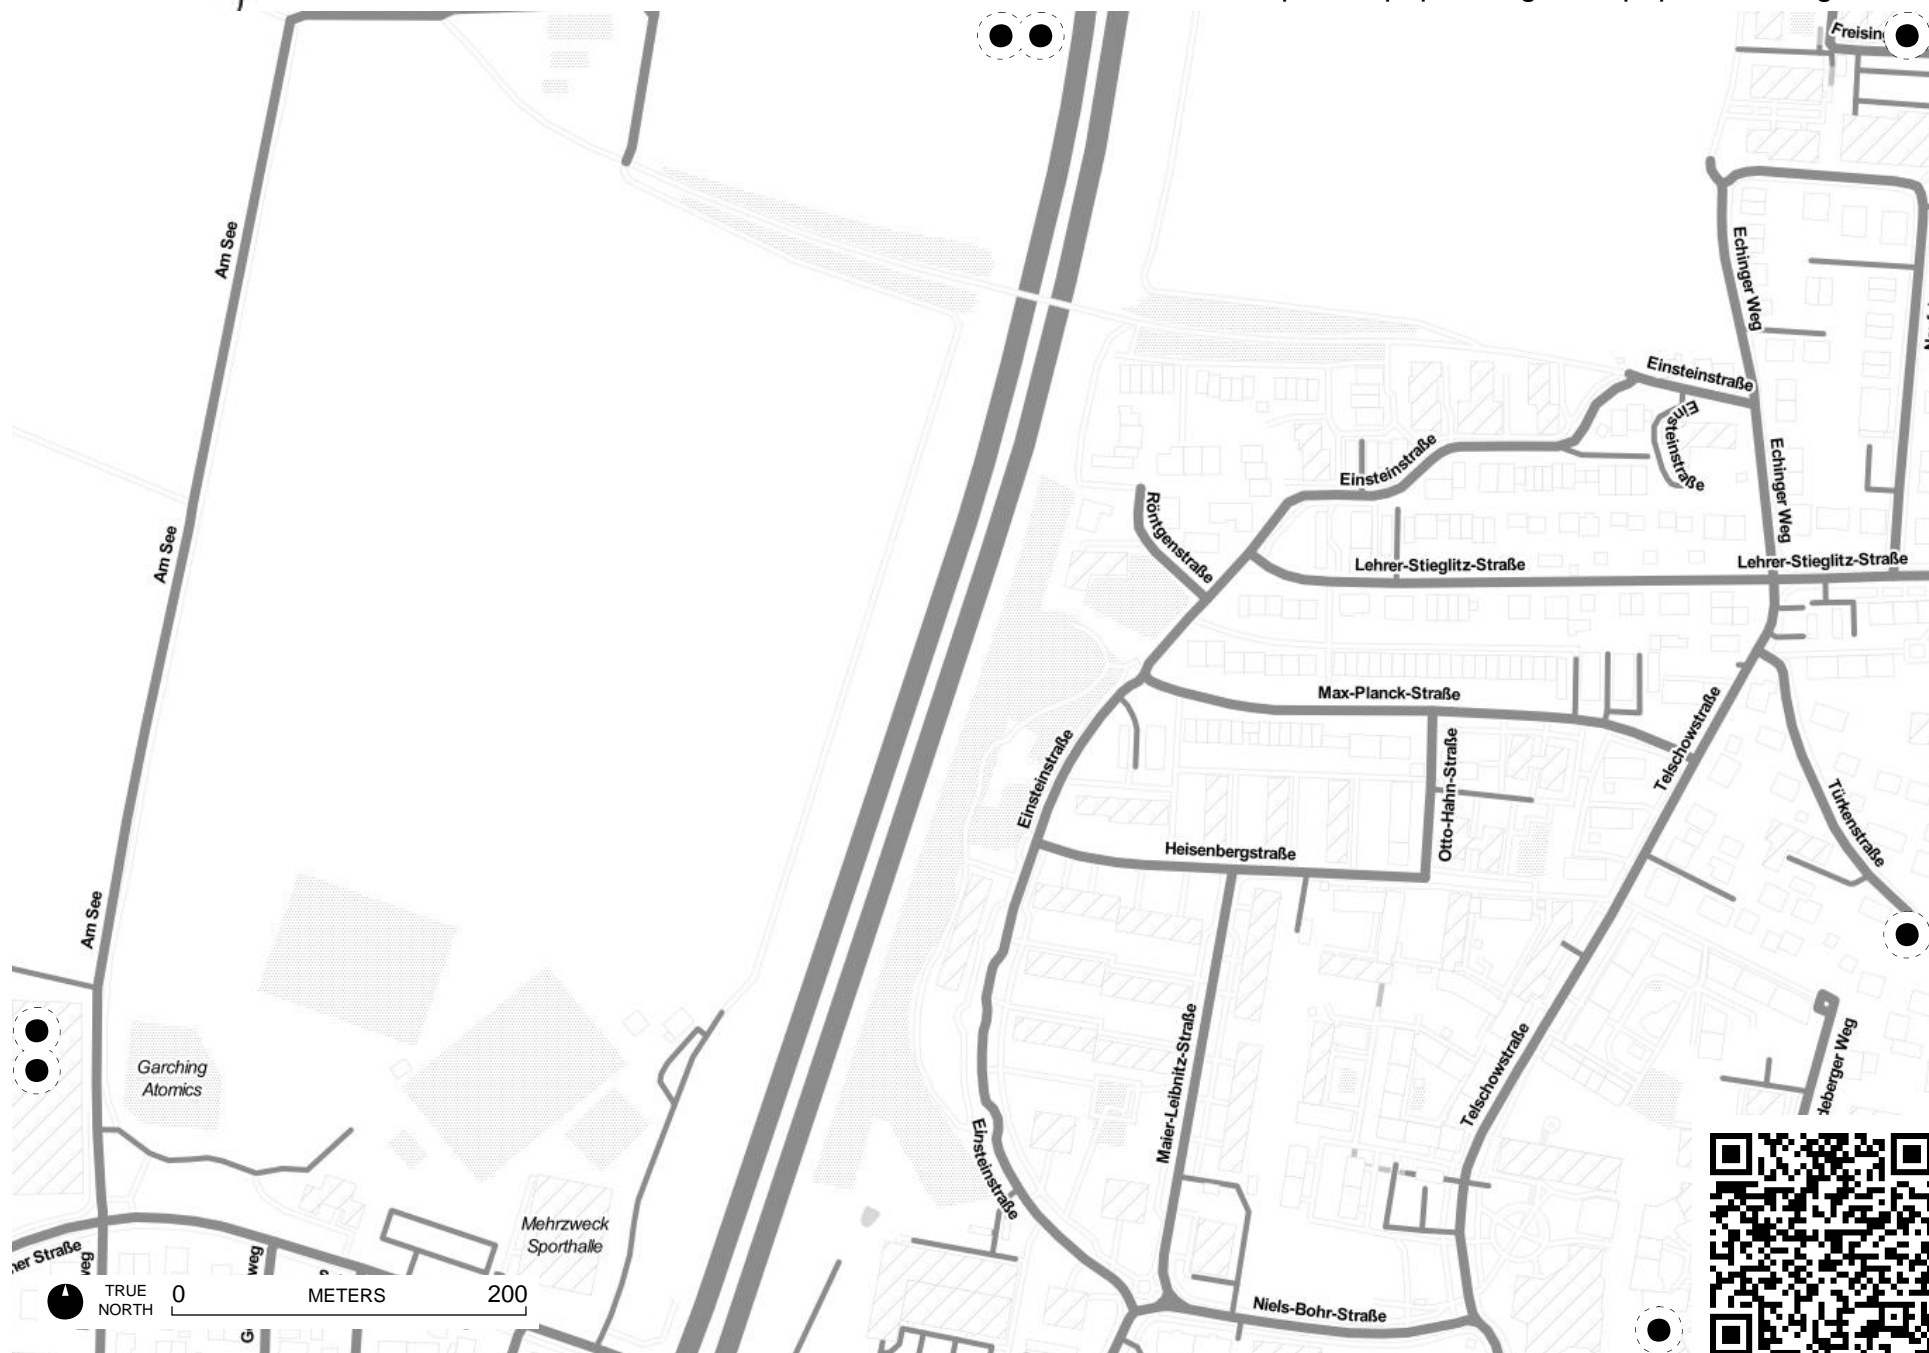 Am See
Am See
Am See
Echinger Weg
Einsteinstraße
Einsteinstraße
Einsteinstraße
Echinger Weg
Röntgenstraße
Lehrer-Stieglitz-Straße
Lehrer-Stieglitz-Straße
Max-Planck-Straße
Telschowstraße
Einsteinstraße
Otto-Hahn-Straße
Türkenstraße
Heisenbergstraße
Maier-Leibnitz-Straße
Telschowstraße
Garching
Atomics
Einsteinstraße
Mehrzweck
Sporthalle
Niels-Bohr-Straße
TRUE
NORTH
0 METERS 200